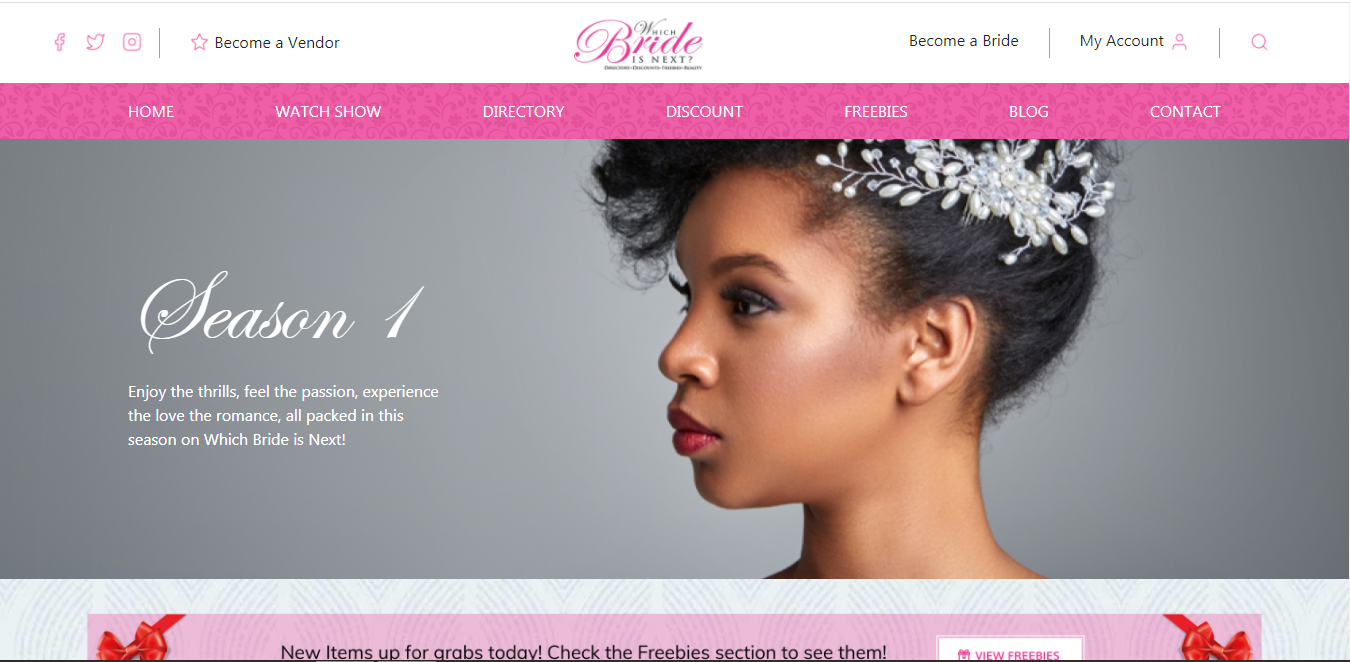 Become a Vendor
Which
Bride
is Next?
Directory•Discounts•Freebies•Reality
Become a Bride
My Account
HOME
WATCH SHOW
DIRECTORY
DISCOUNT
FREEBIES
BLOG
CONTACT
Season 1
Enjoy the thrills, feel the passion, experience
the love the romance, all packed in this
season on Which Bride is Next!
New Items up for grabs today! Check the Freebies section to see them!
VIEW FREEBIES